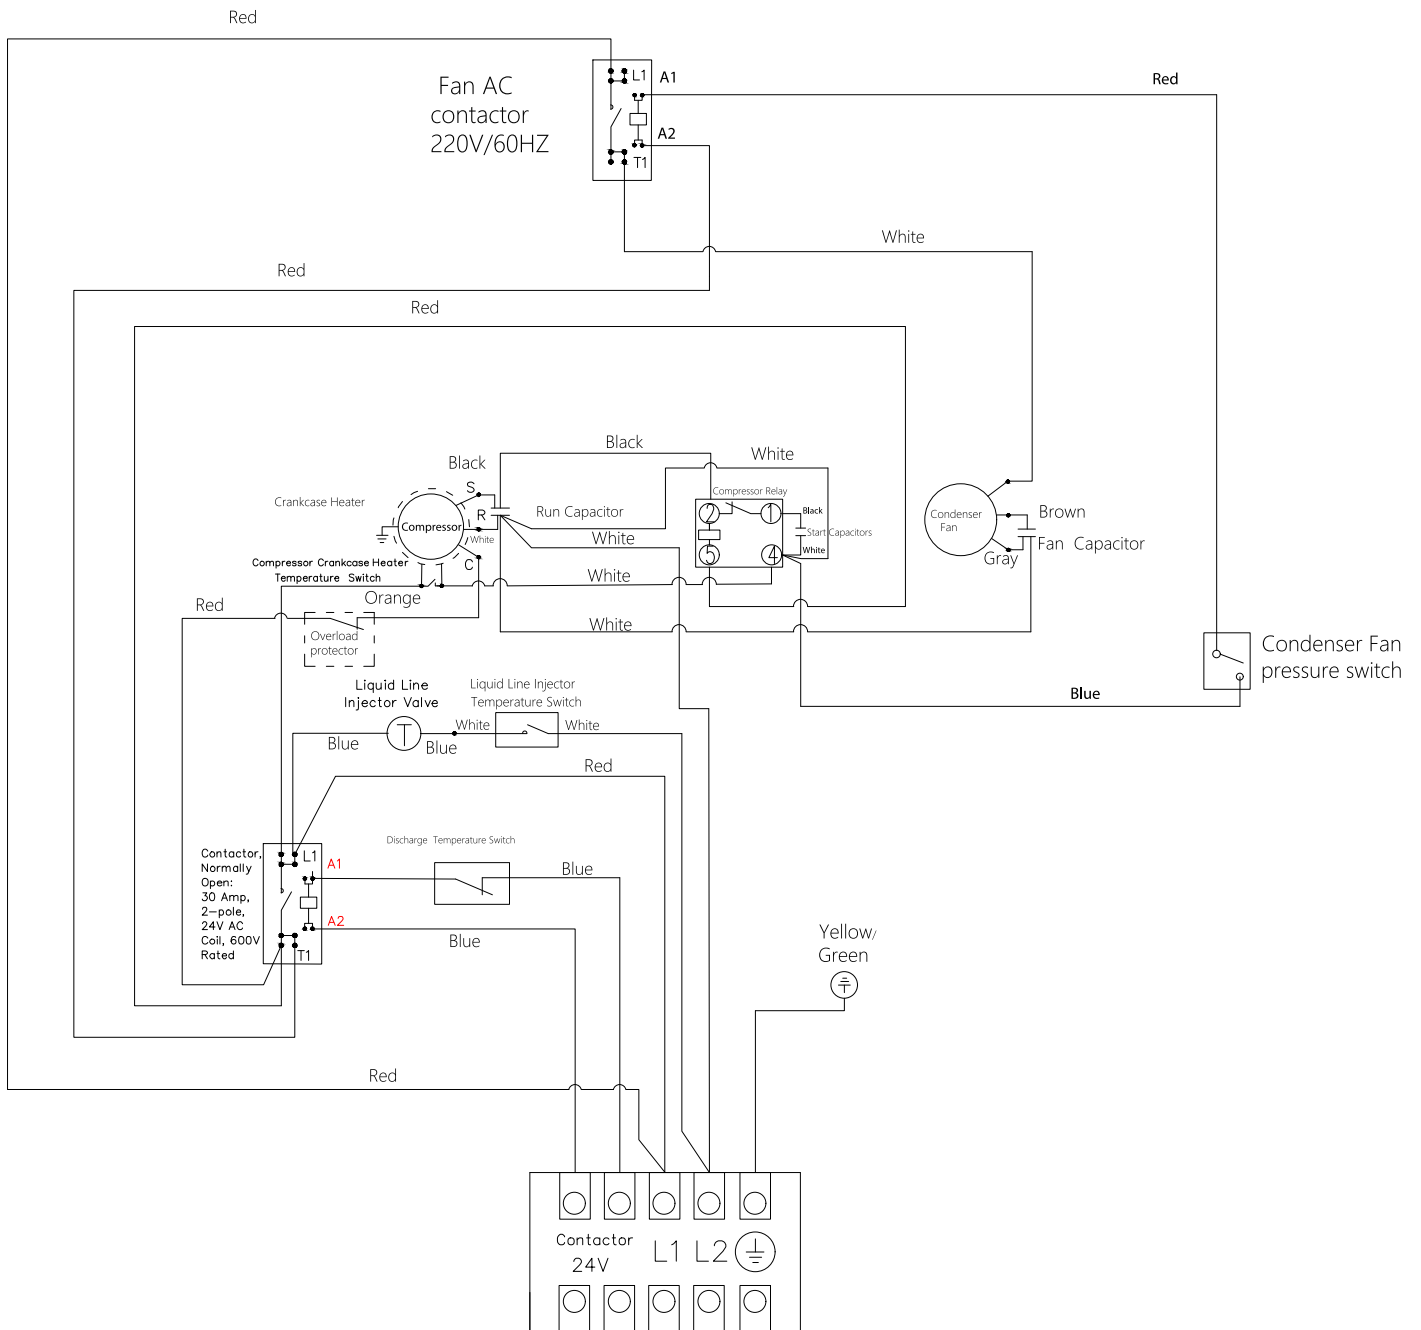 Red
Fan AC
contactor
220V/60HZ
L1
A1
A2
T1
Red
White
Red
Red
Black
White
Black
S
Crankcase Heater
Compressor
R
White
C
Run Capacitor
White
Compressor Relay
2
1
5
4
Black
Start Capacitors
White
Condenser
Fan
Brown
Fan Capacitor
Gray
Compressor Crankcase Heater
Temperature Switch
White
Orange
Red
Overload
protector
White
Condenser Fan
pressure switch
Blue
Liquid Line
Injector Valve
Liquid Line Injector
Temperature Switch
T
White
White
Blue
Blue
Red
Discharge Temperature Switch
Contactor,
Normally
Open:
30 Amp,
2-pole,
24V AC
Coil, 600V
Rated
L1
A1
A2
T1
Blue
Blue
Yellow/
Green
Red
Contactor
24V
L1
L2